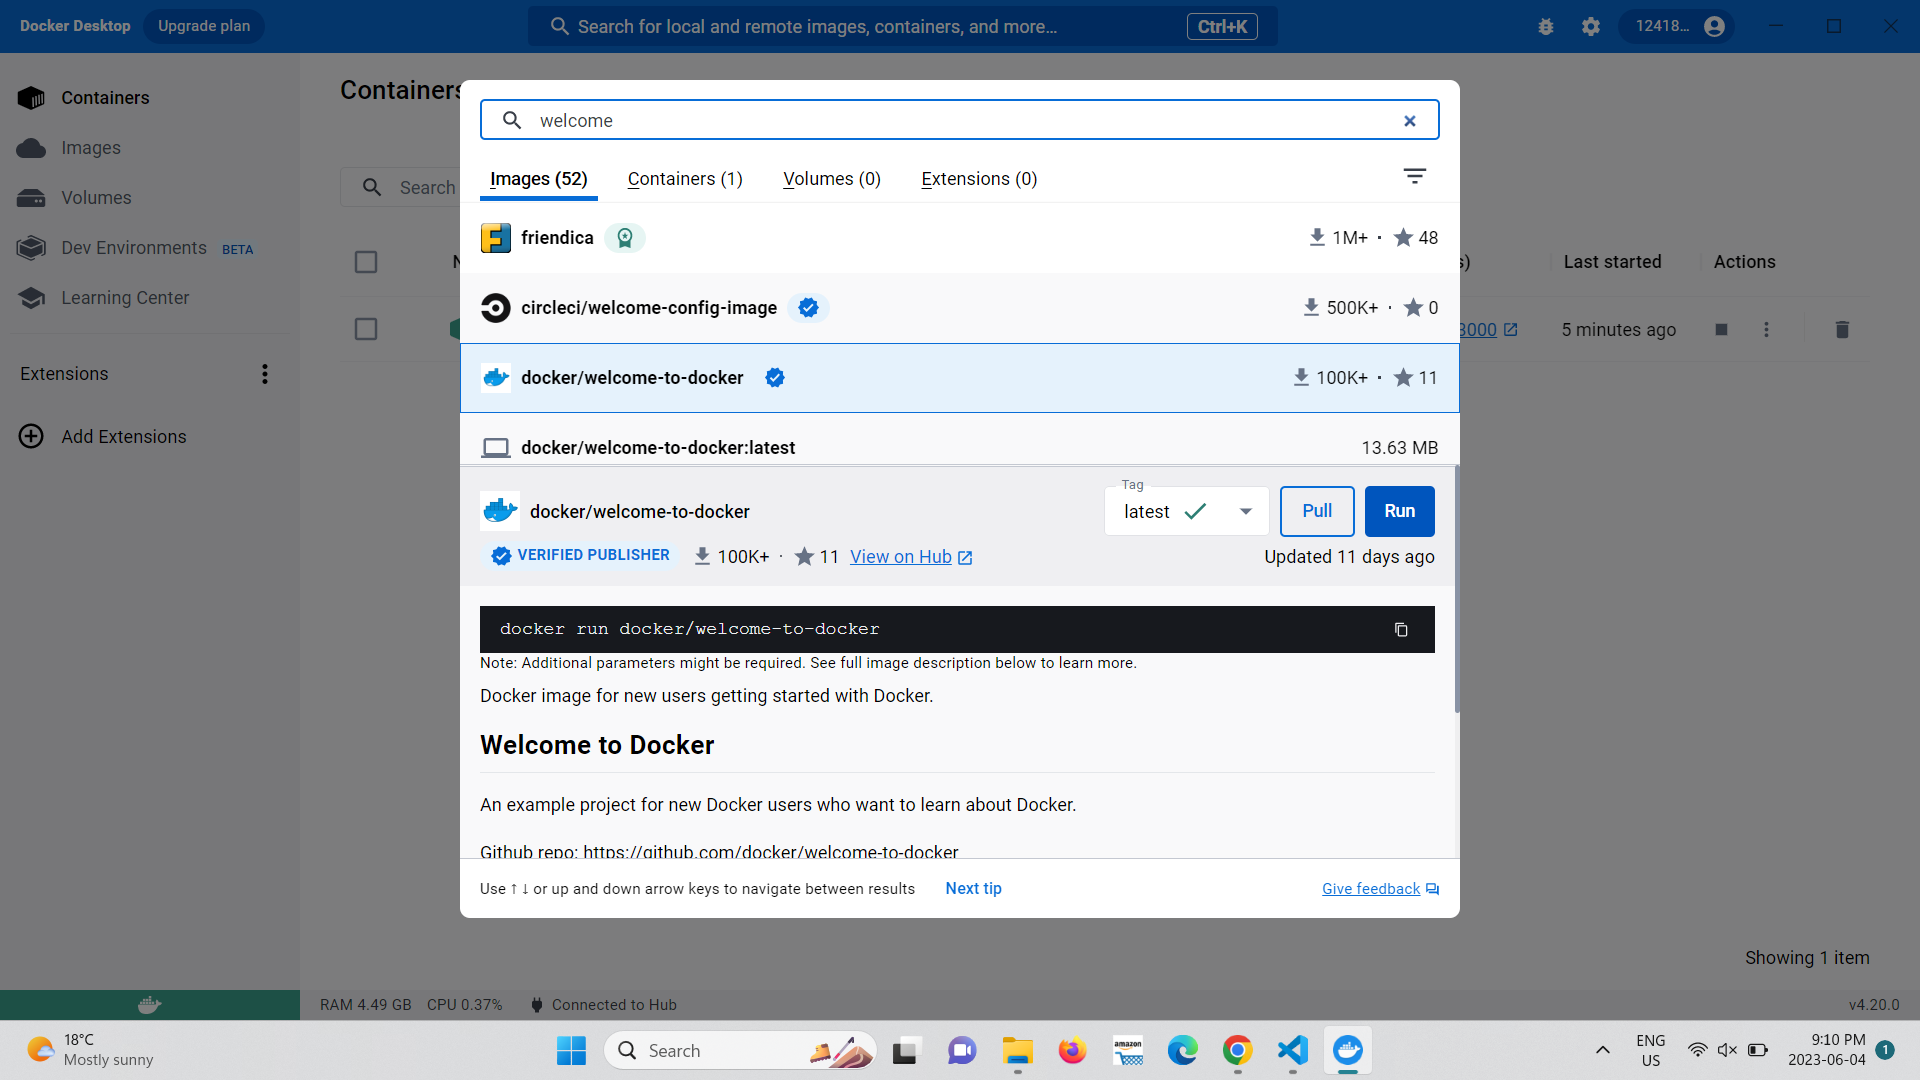 Docker Desktop Upgrade plan Search for local and remote images, containers, and more... Ctrl+K 12418...
Containers
Images
Volumes
Dev Environments BETA
Learning Center
Extensions
Add Extensions
Containers
Search
Last started Actions
3000 5 minutes ago
welcome
Images (52) Containers (1) Volumes (0) Extensions (0)
friendica 1M+ · 48
circleci/welcome-config-image 500K+ · 0
docker/welcome-to-docker 100K+ · 11
docker/welcome-to-docker:latest 13.63 MB
Tag
docker/welcome-to-docker latest Pull Run
VERIFIED PUBLISHER 100K+ · 11 View on Hub Updated 11 days ago
docker run docker/welcome-to-docker
Note: Additional parameters might be required. See full image description below to learn more.
Docker image for new users getting started with Docker.
Welcome to Docker
An example project for new Docker users who want to learn about Docker.
Github repo: https://github.com/docker/welcome-to-docker
Use ↑ ↓ or up and down arrow keys to navigate between results Next tip Give feedback
Showing 1 item
RAM 4.49 GB CPU 0.37% Connected to Hub v4.20.0
18°C
Mostly sunny
Search
amazon
ENG
US
9:10 PM
2023-06-04
1